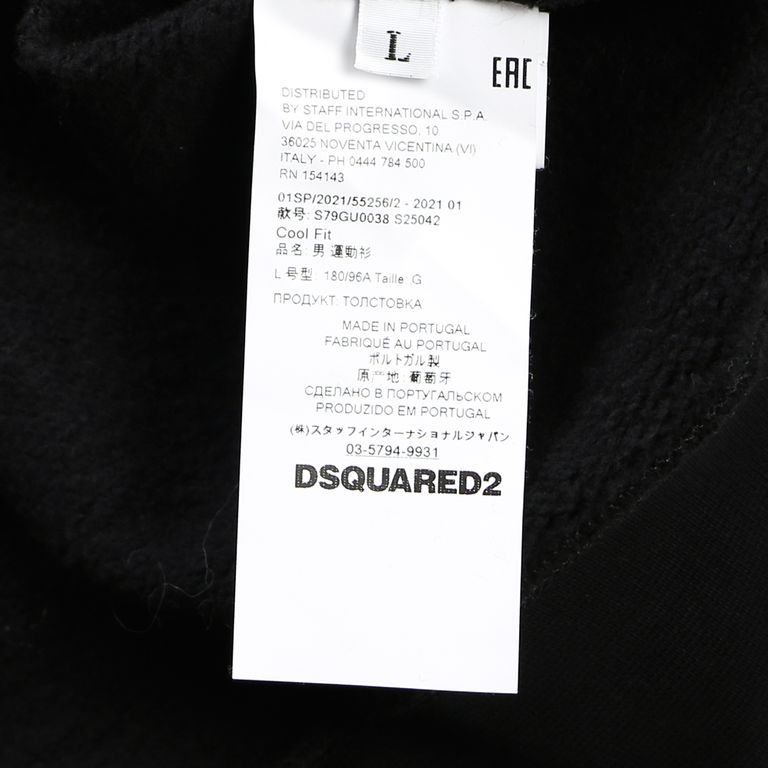 L
EAC
DISTRIBUTED
BY STAFF INTERNATIONAL S.P.A.
VIA DEL PROGRESSO, 10
36025 NOVENTA VICENTINA (VI)
ITALY - PH 0444 784 500
RN 154143
01SP/2021/55256/2 - 2021 01
款号: S79GU0038 S25042
Cool Fit
品名: 男 運動衫
L 号型: 180/96A Taille: G
ПРОДУКТ: ТОЛСТОВКА
MADE IN PORTUGAL
FABRIQUÉ AU PORTUGAL
ポルトガル製
原产地: 葡萄牙
СДЕЛАНО В ПОРТУГАЛЬСКОМ
PRODUZIDO EM PORTUGAL
(株)スタッフインターナショナルジャパン
03-5794-9931
DSQUARED2